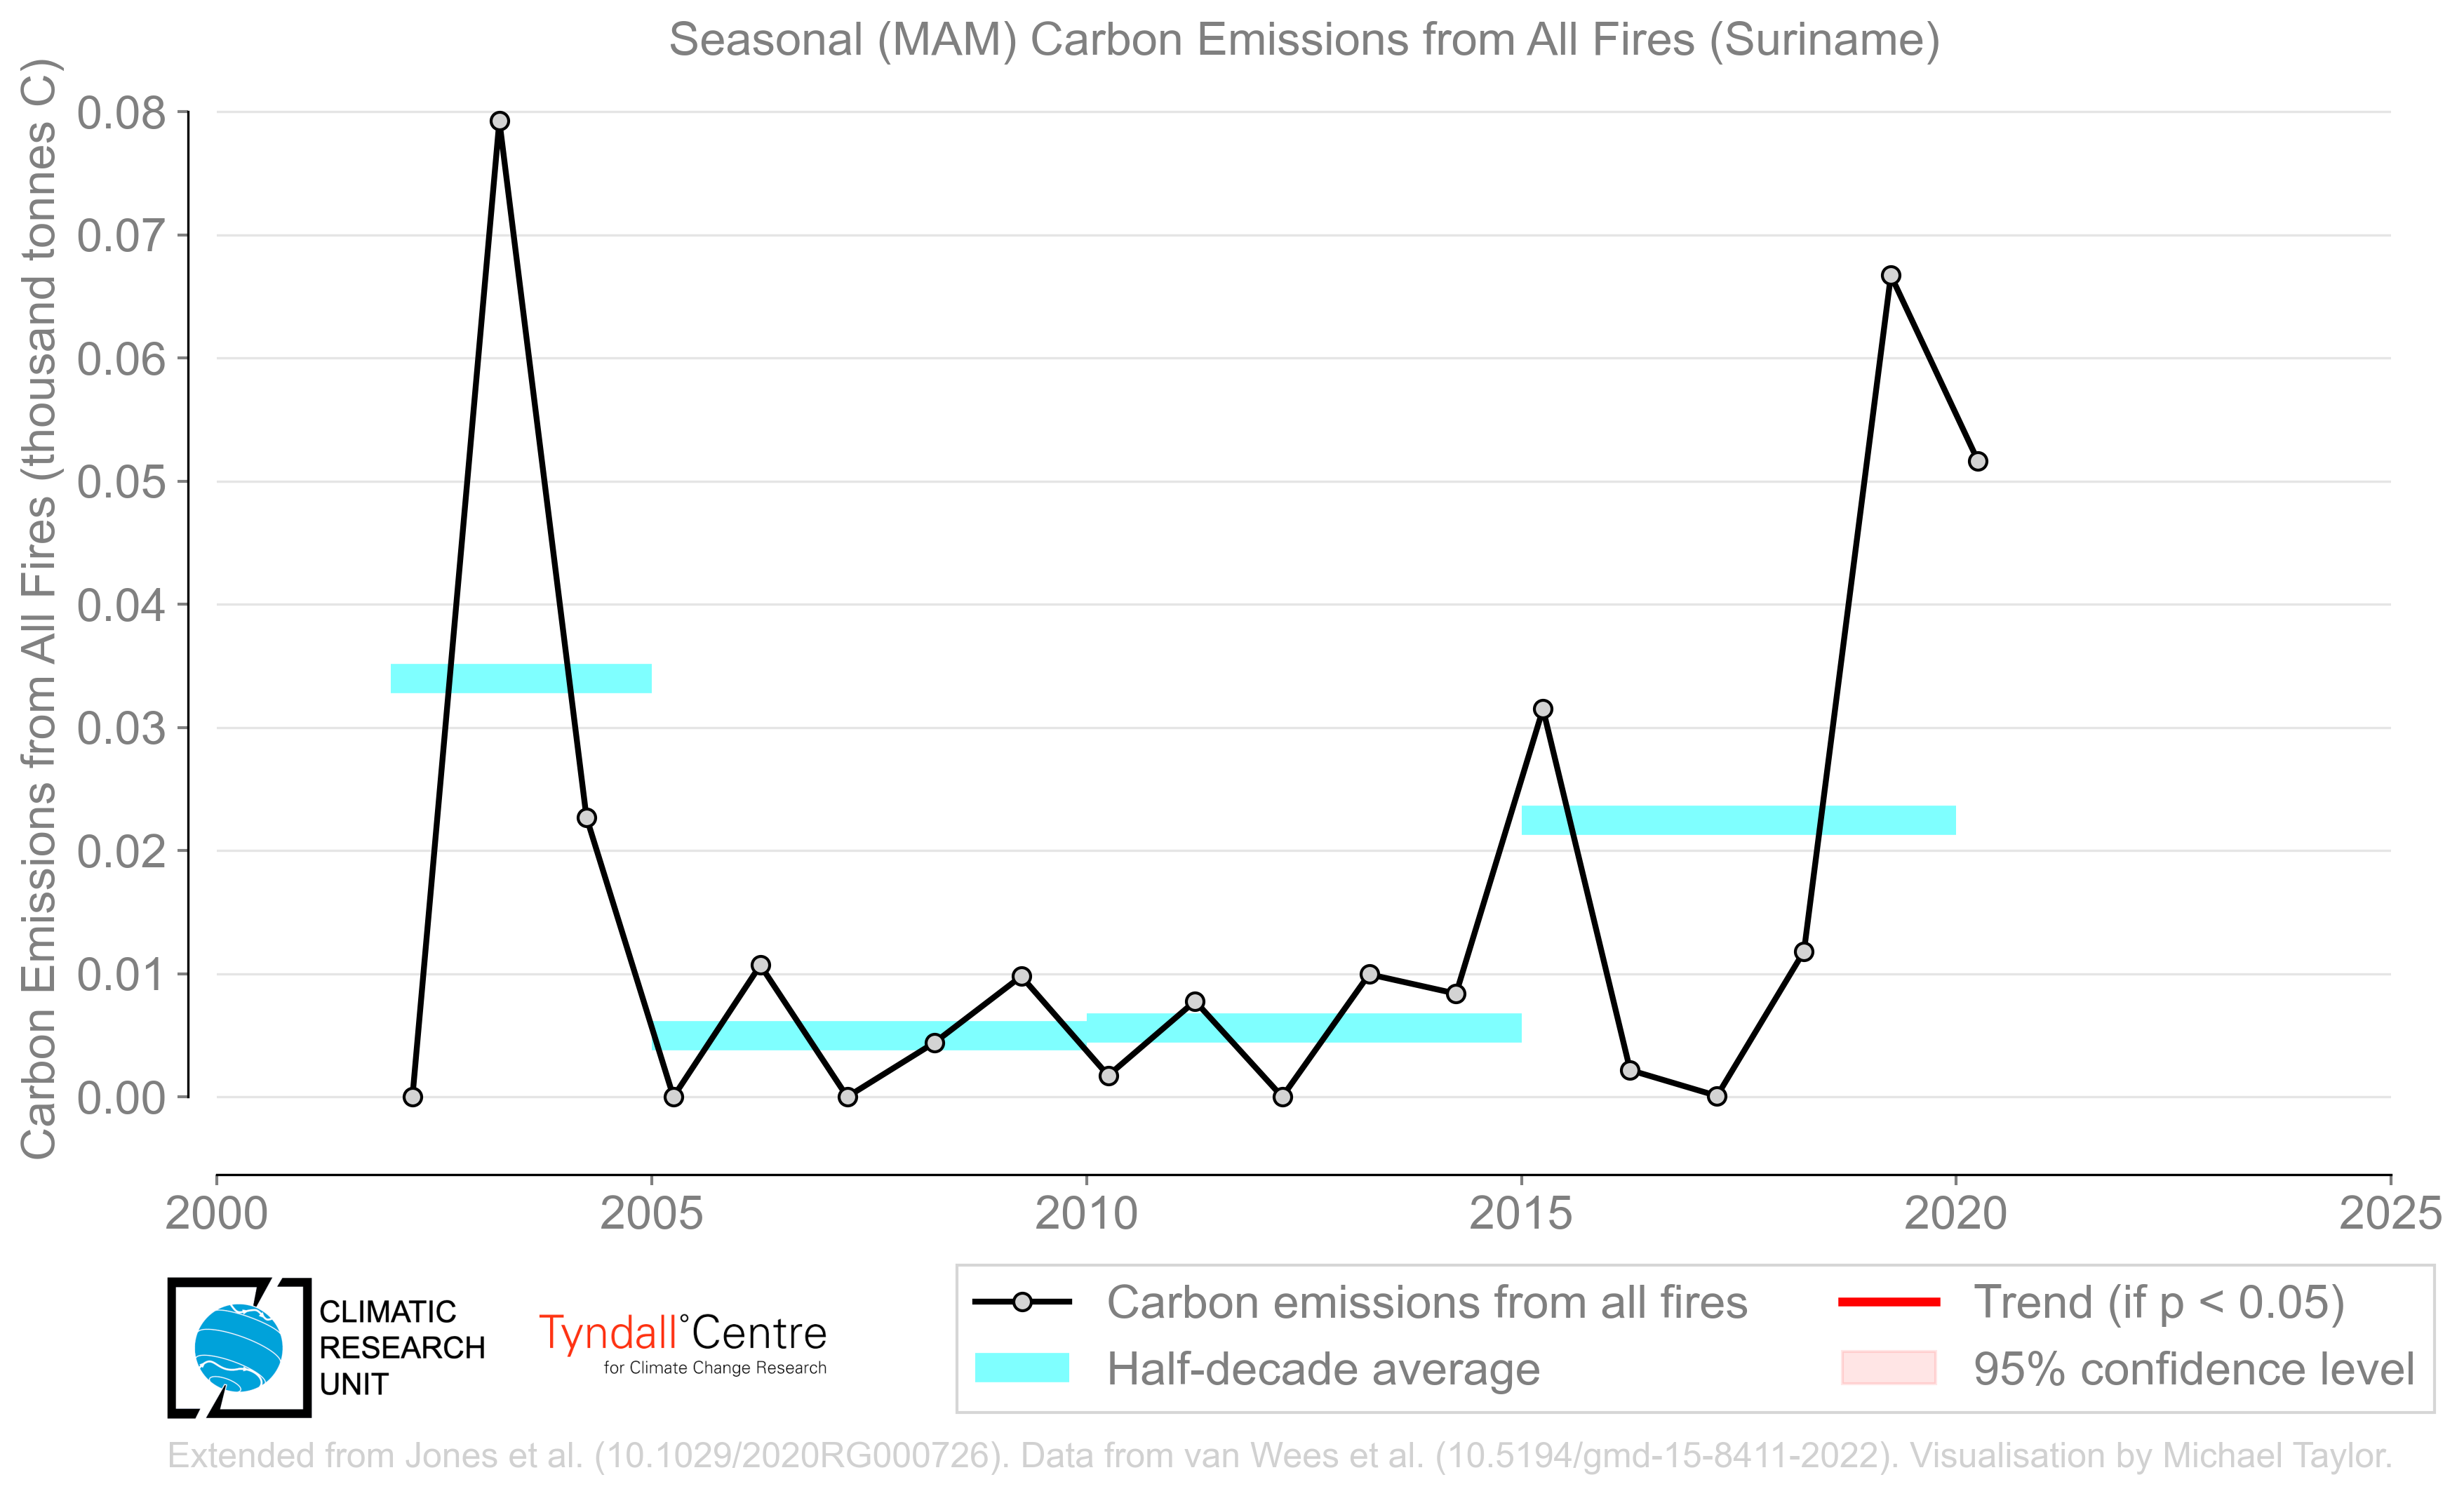 Seasonal (MAM) Carbon Emissions from All Fires (Suriname)
Carbon Emissions from All Fires (thousand tonnes C)
0.08
0.07
0.06
0.05
0.04
0.03
0.02
0.01
0.00
2000
2005
2010
2015
2020
2025
CLIMATIC
RESEARCH
UNIT
Tyndall°Centre
for Climate Change Research
Carbon emissions from all fires
Half-decade average
Trend (if p < 0.05)
95% confidence level
Extended from Jones et al. (10.1029/2020RG000726). Data from van Wees et al. (10.5194/gmd-15-8411-2022). Visualisation by Michael Taylor.